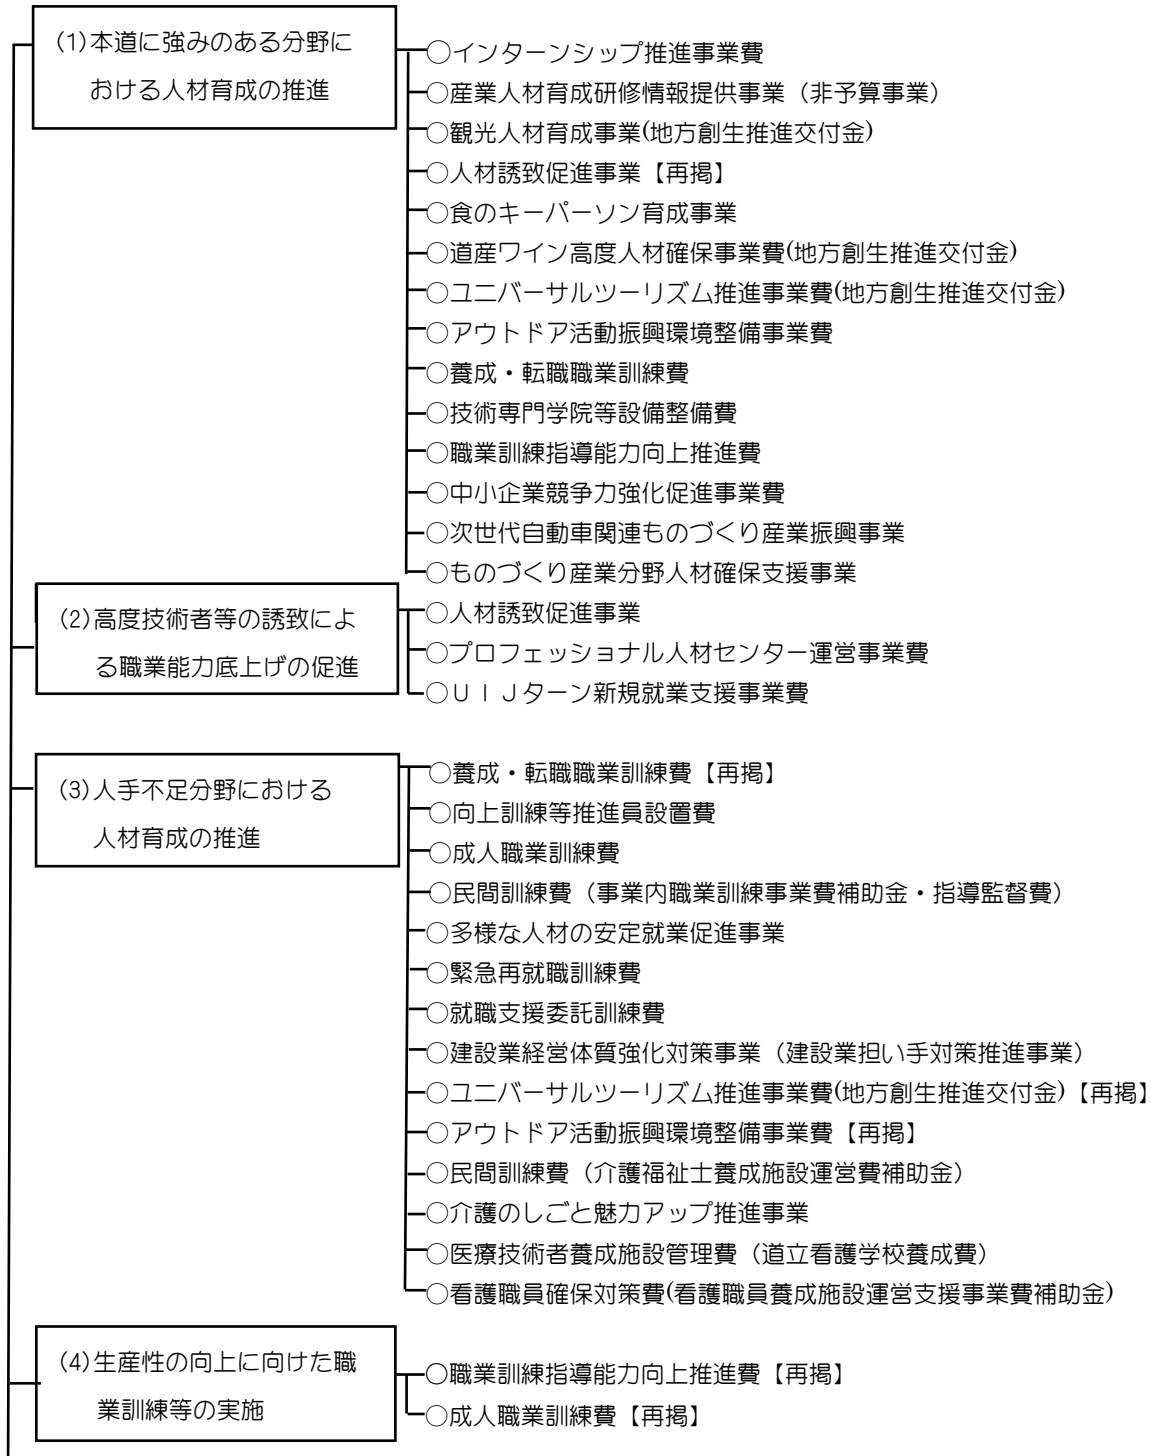 (1)本道に強みのある分野に
おける人材育成の推進
○インターンシップ推進事業費
○産業人材育成研修情報提供事業（非予算事業）
○観光人材育成事業(地方創生推進交付金)
○人材誘致促進事業【再掲】
○食のキーパーソン育成事業
○道産ワイン高度人材確保事業費(地方創生推進交付金)
○ユニバーサルツーリズム推進事業費(地方創生推進交付金)
○アウトドア活動振興環境整備事業費
○養成・転職職業訓練費
○技術専門学院等設備整備費
○職業訓練指導能力向上推進費
○中小企業競争力強化促進事業費
○次世代自動車関連ものづくり産業振興事業
○ものづくり産業分野人材確保支援事業
(2)高度技術者等の誘致によ
る職業能力底上げの促進
○人材誘致促進事業
○プロフェッショナル人材センター運営事業費
○ＵＩＪターン新規就業支援事業費
(3)人手不足分野における
人材育成の推進
○養成・転職職業訓練費【再掲】
○向上訓練等推進員設置費
○成人職業訓練費
○民間訓練費（事業内職業訓練事業費補助金・指導監督費）
○多様な人材の安定就業促進事業
○緊急再就職訓練費
○就職支援委託訓練費
○建設業経営体質強化対策事業（建設業担い手対策推進事業）
○ユニバーサルツーリズム推進事業費(地方創生推進交付金)【再掲】
○アウトドア活動振興環境整備事業費【再掲】
○民間訓練費（介護福祉士養成施設運営費補助金）
○介護のしごと魅力アップ推進事業
○医療技術者養成施設管理費（道立看護学校養成費）
○看護職員確保対策費(看護職員養成施設運営支援事業費補助金)
(4)生産性の向上に向けた職
業訓練等の実施
○職業訓練指導能力向上推進費【再掲】
○成人職業訓練費【再掲】